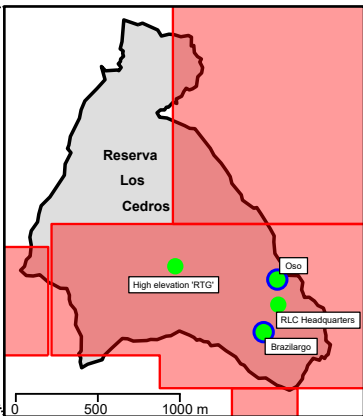 Reserva
Los
Cedros
Oso
High elevation 'RTG'
RLC Headquarters
Brazilargo
0 500 1000 m